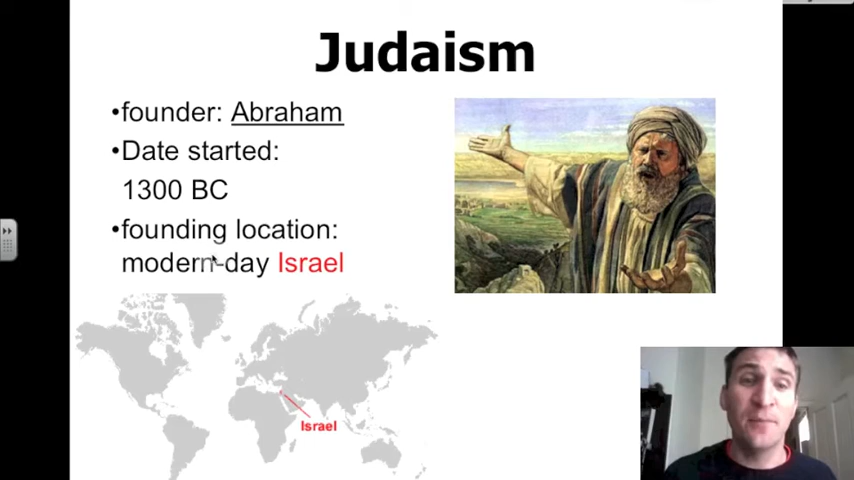 Judaism
•founder: Abraham
•Date started:
1300 BC
•founding location:
modern-day Israel
Israel